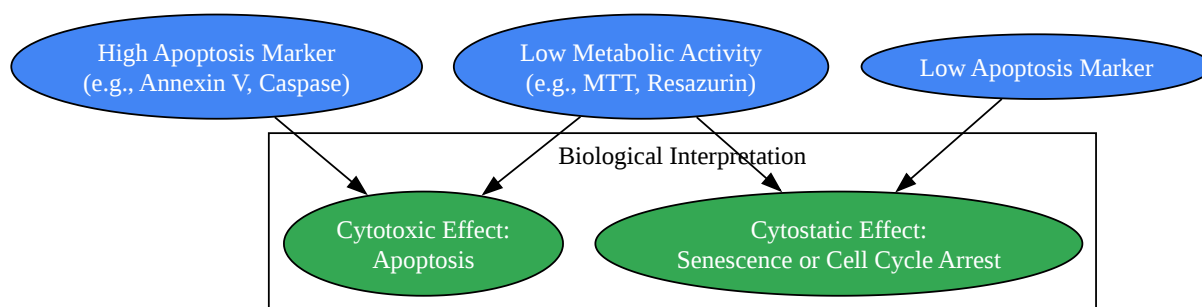 High Apoptosis Marker
(e.g., Annexin V, Caspase)
Low Metabolic Activity
(e.g., MTT, Resazurin)
Low Apoptosis Marker
Biological Interpretation
Cytotoxic Effect:
Apoptosis
Cytostatic Effect:
Senescence or Cell Cycle Arrest